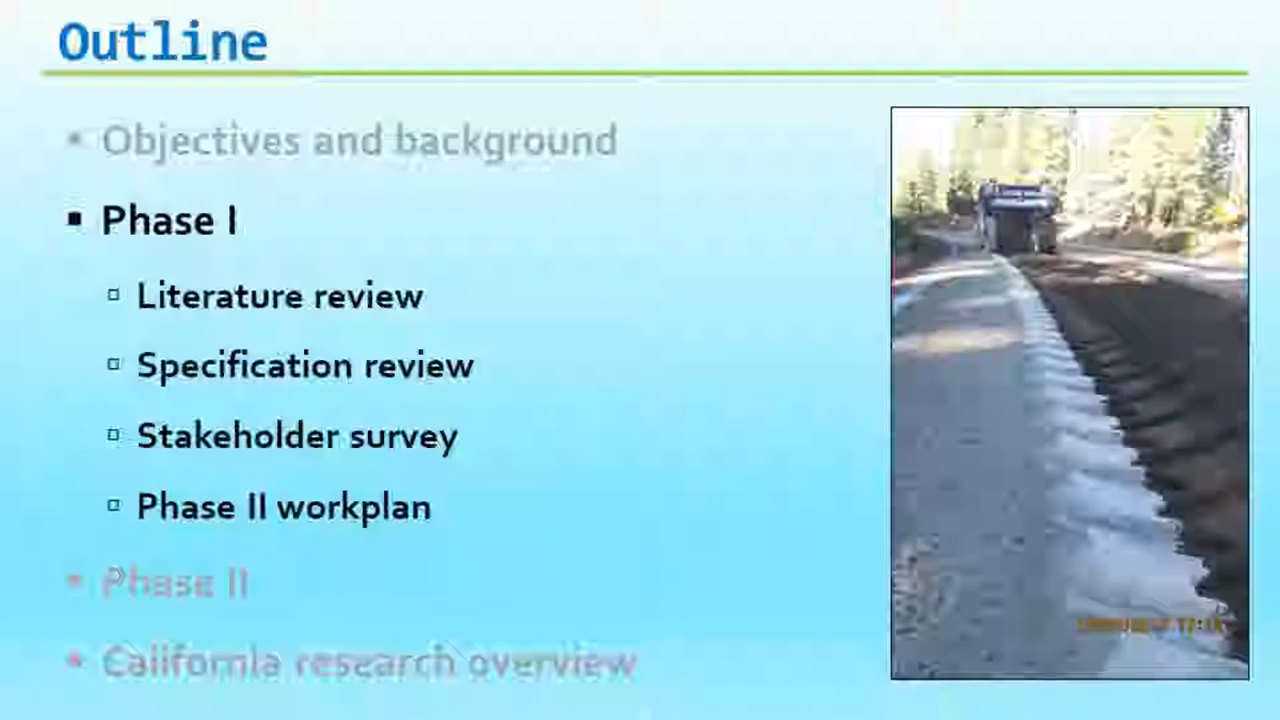 Outline
Objectives and background
Phase I
Literature review
Specification review
Stakeholder survey
Phase II workplan
Phase II
California research overview